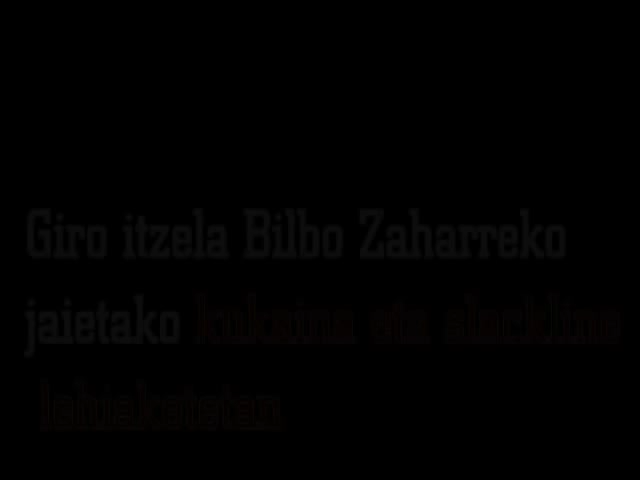 Giro itzela Bilbo Zaharreko
jaietako kukaina eta slackline
lehiaketetan